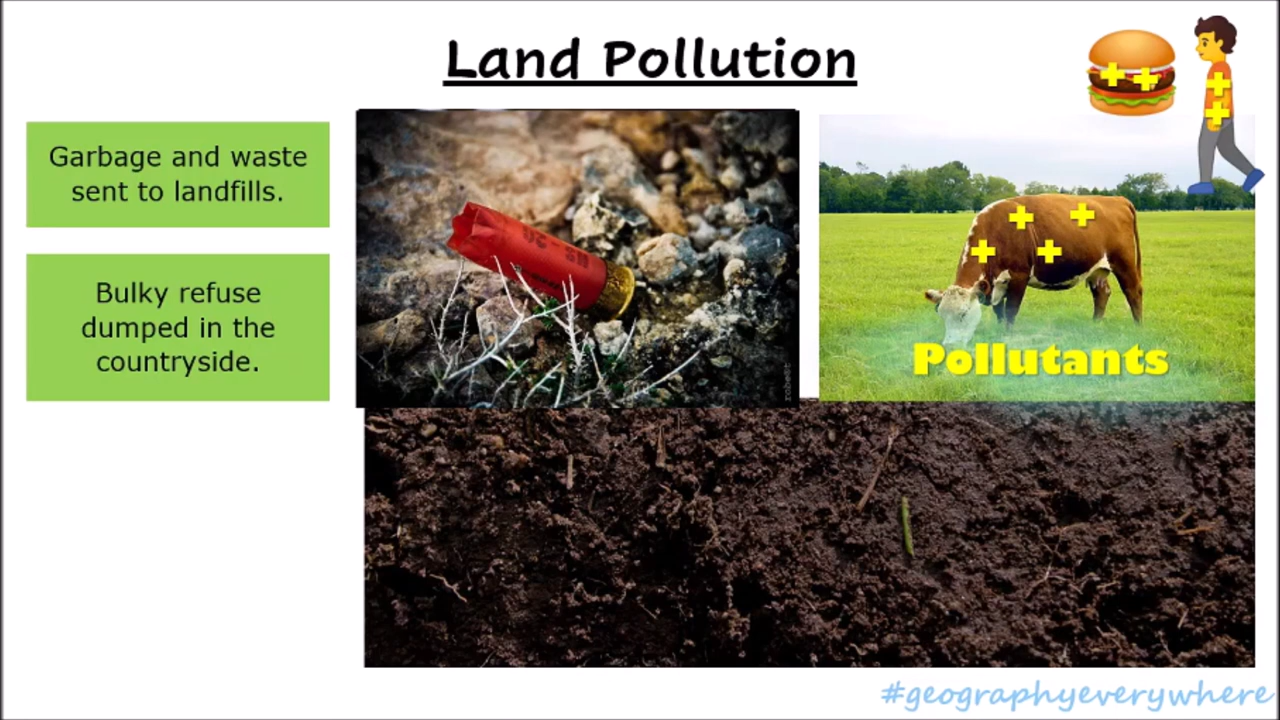 Land Pollution
Garbage and waste
sent to landfills.
Bulky refuse
dumped in the
countryside.
Pollutants
#geographyeverywhere